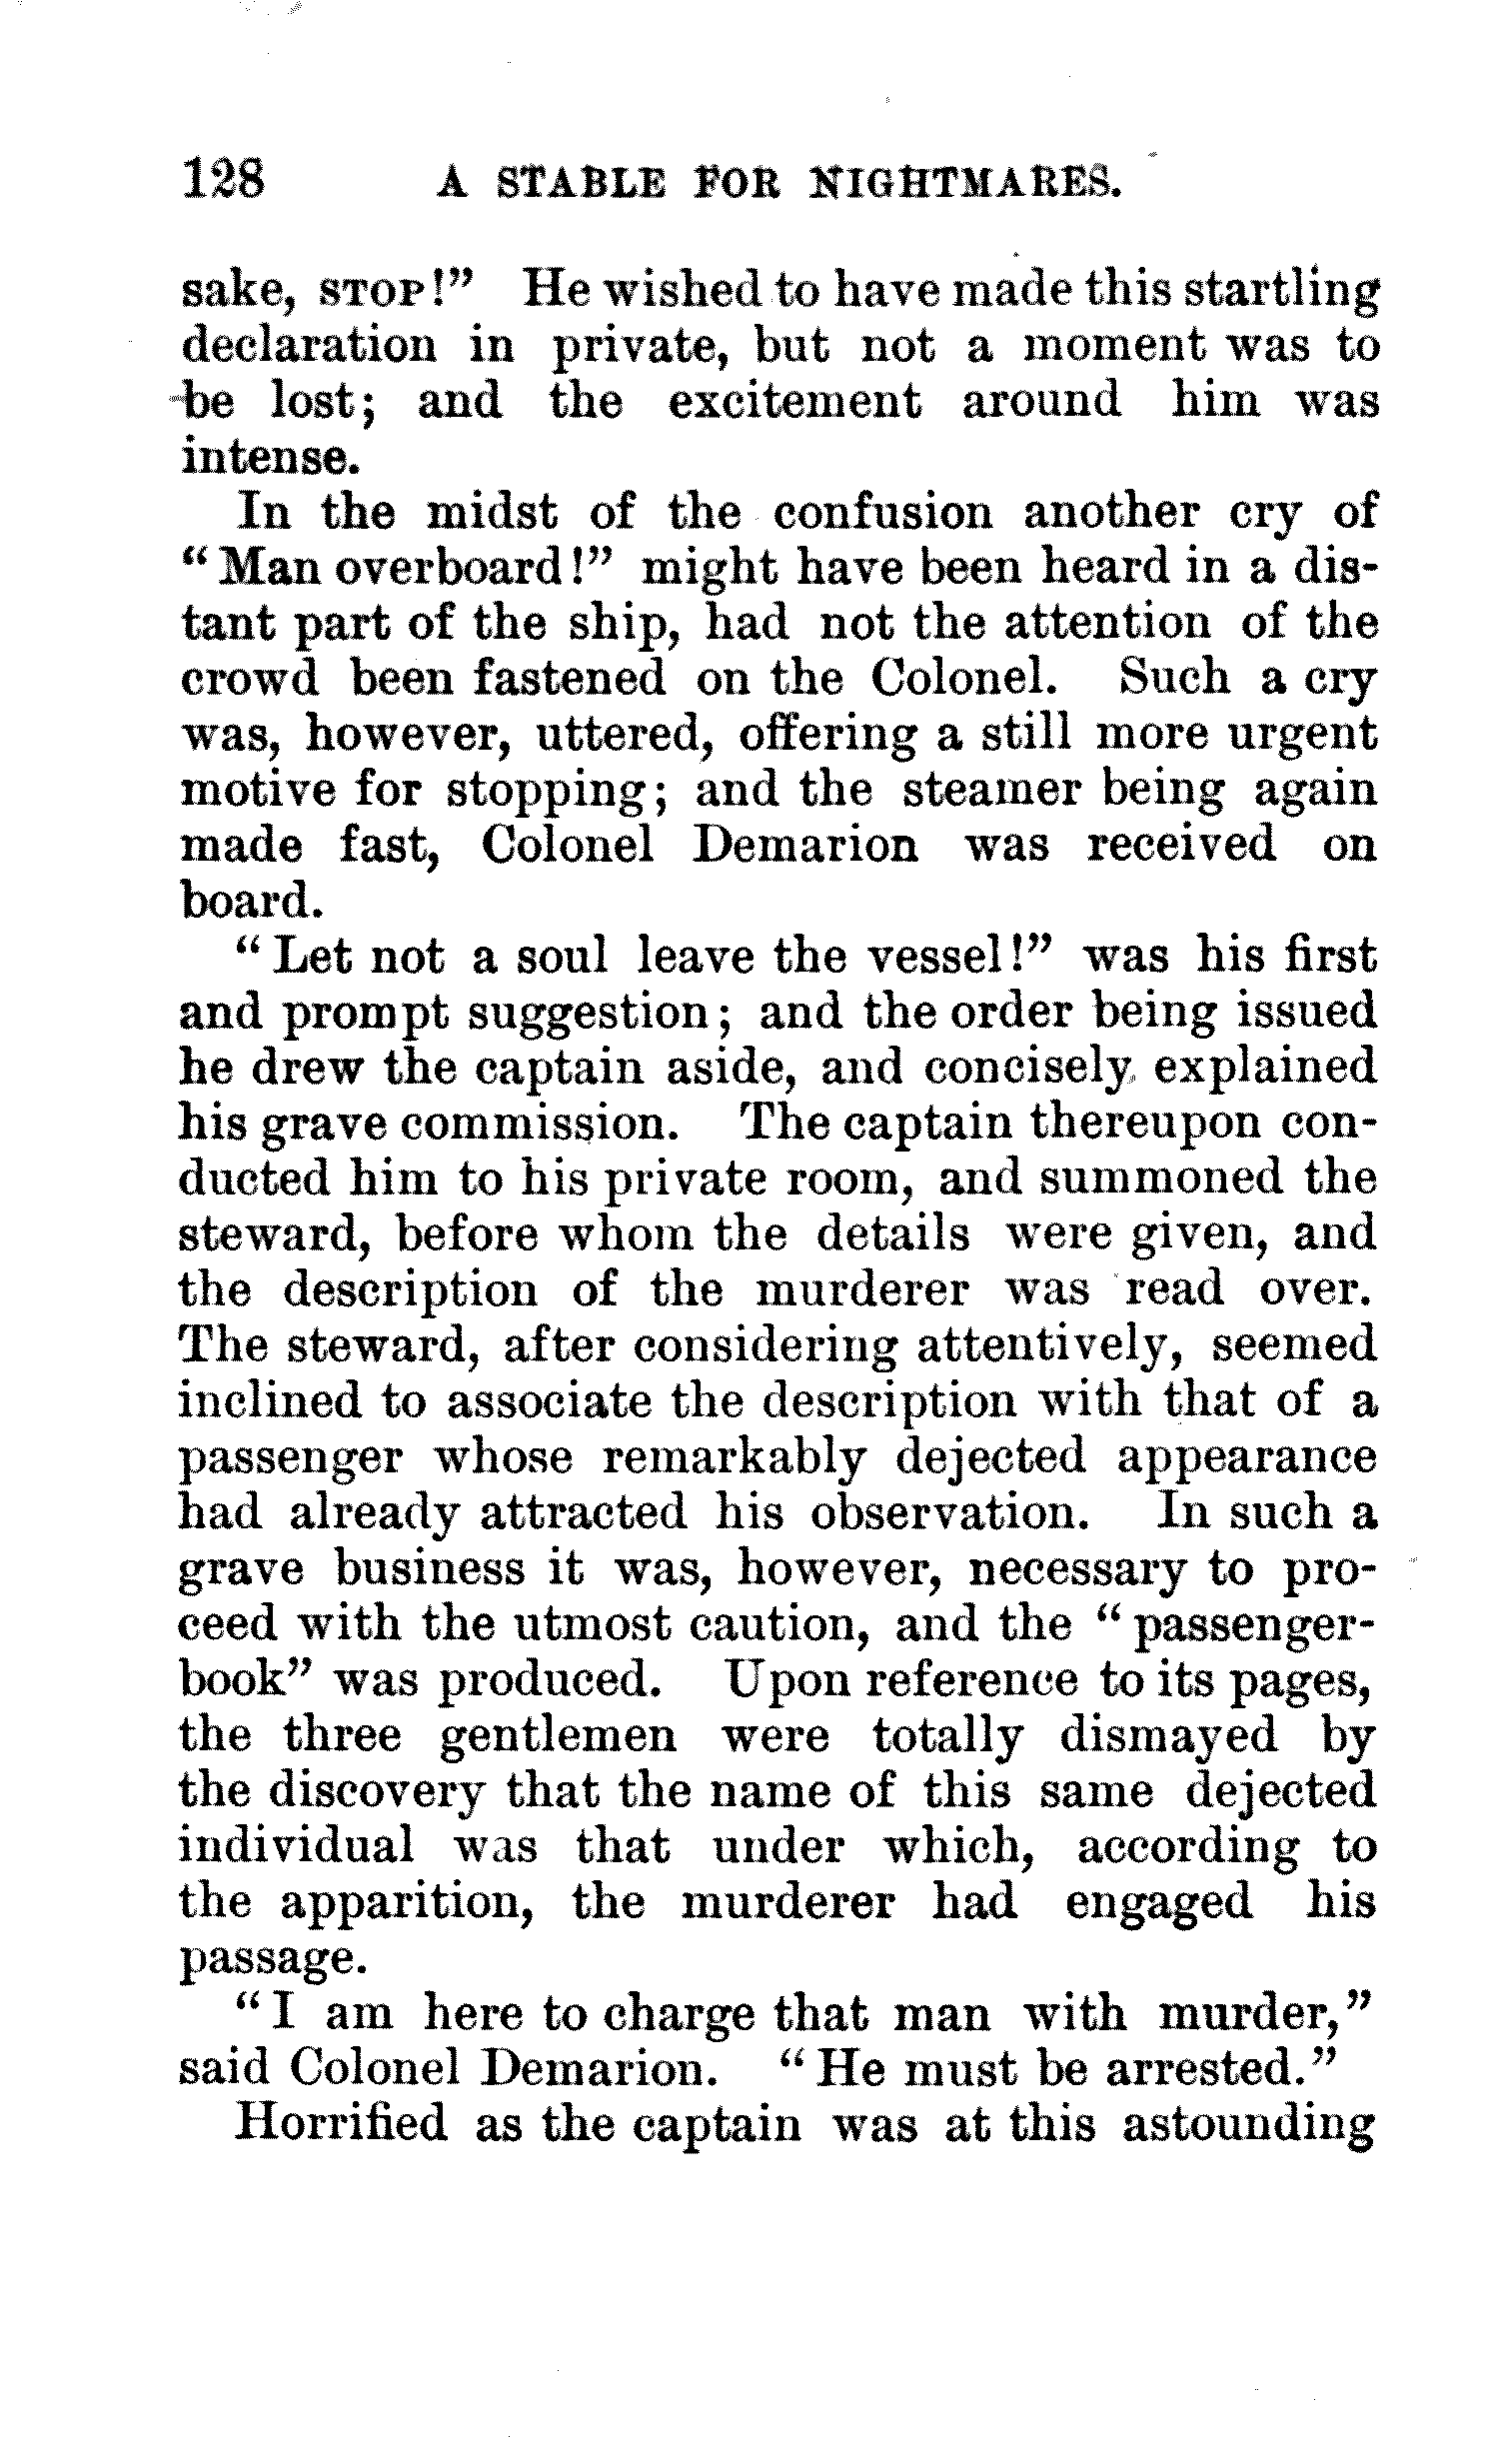 128 A STABLE FOR NIGHTMARES.
sake, STOP!” He wished to have made this startling
declaration in private, but not a moment was to
be lost; and the excitement around him was
intense.
In the midst of the confusion another cry of
“Man overboard!” might have been heard in a dis-
tant part of the ship, had not the attention of the
crowd been fastened on the Colonel. Such a cry
was, however, uttered, offering a still more urgent
motive for stopping; and the steamer being again
made fast, Colonel Demarion was received on
board.
“Let not a soul leave the vessel!” was his first
and prompt suggestion; and the order being issued
he drew the captain aside, and concisely explained
his grave commission. The captain thereupon con-
ducted him to his private room, and summoned the
steward, before whom the details were given, and
the description of the murderer was read over.
The steward, after considering attentively, seemed
inclined to associate the description with that of a
passenger whose remarkably dejected appearance
had already attracted his observation. In such a
grave business it was, however, necessary to pro-
ceed with the utmost caution, and the “passenger-
book” was produced. Upon reference to its pages,
the three gentlemen were totally dismayed by
the discovery that the name of this same dejected
individual was that under which, according to
the apparition, the murderer had engaged his
passage.
“I am here to charge that man with murder,”
said Colonel Demarion. “He must be arrested.”
Horrified as the captain was at this astounding